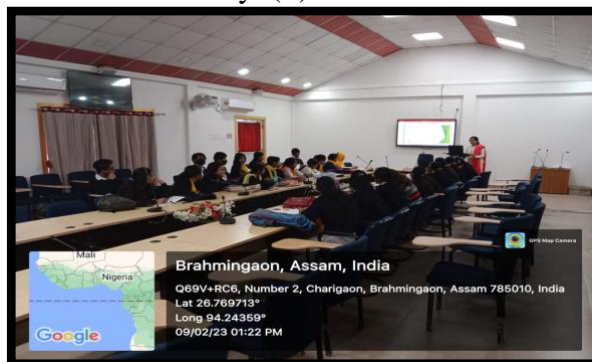 Mali
Nigeria
Google
GPS Map Camera
Brahmingaon, Assam, India
Q69V+RC6, Number 2, Charigaon, Brahmingaon, Assam 785010, India
Lat 26.769713°
Long 94.24359°
09/02/23 01:22 PM